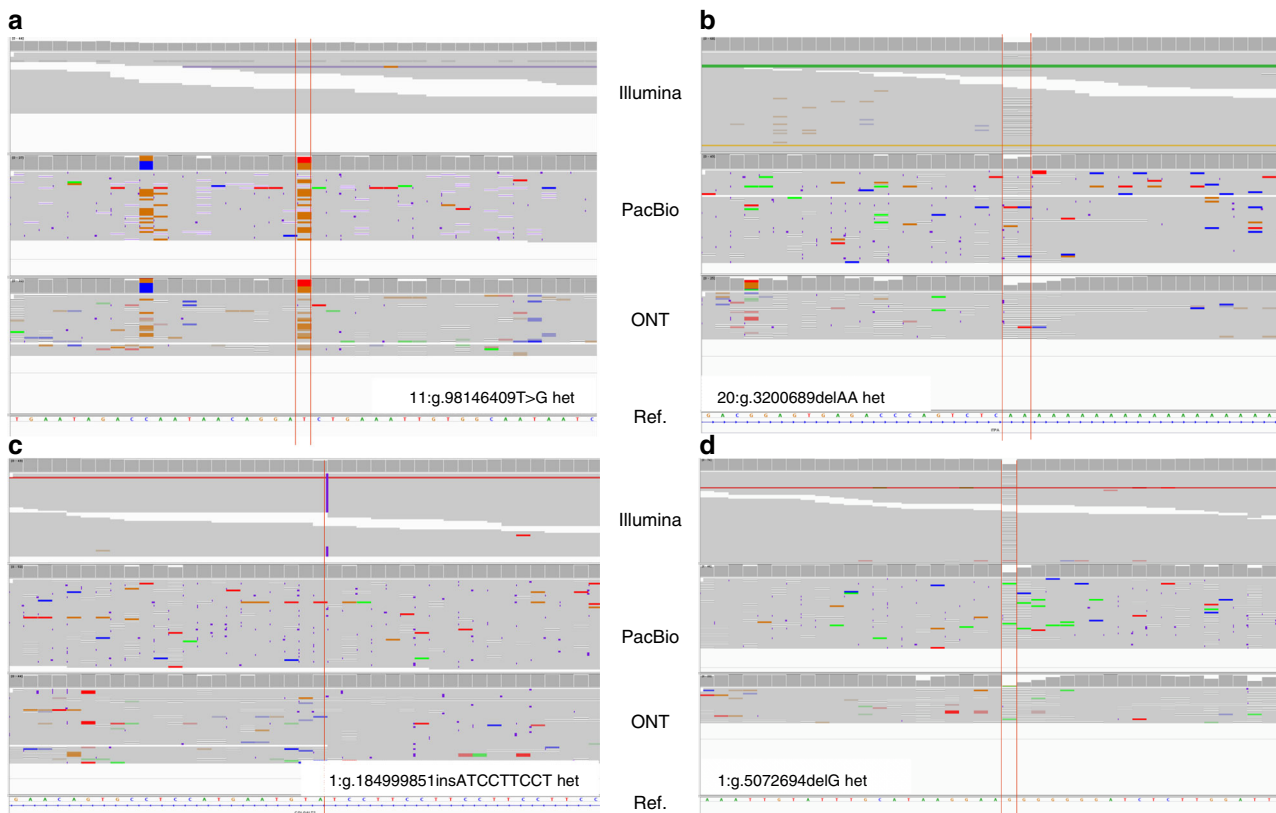 a
b
Illumina
PacBio
ONT
11:g.98146409T>G het
20:g.3200689delAA het
Ref.
T G A A T A G A C C A A T A A C A G G A T C T G A A A T T G T G G C A A T A A T C
G A C G G A G T G A G A C C C A G T C T C A A A A A A A A A A A A A A A A A A A
c
d
Illumina
PacBio
ONT
1:g.184999851insATCCTTCCT het
1:g.5072694delG het
Ref.
G A A C A G T G C C T C C A T G A A T G T A T C C T T C C T T C C T T C C T T C C
A A A T T G T A T T T G C A T A A G G A A G G G G G G G A T C T C T T G G A T T